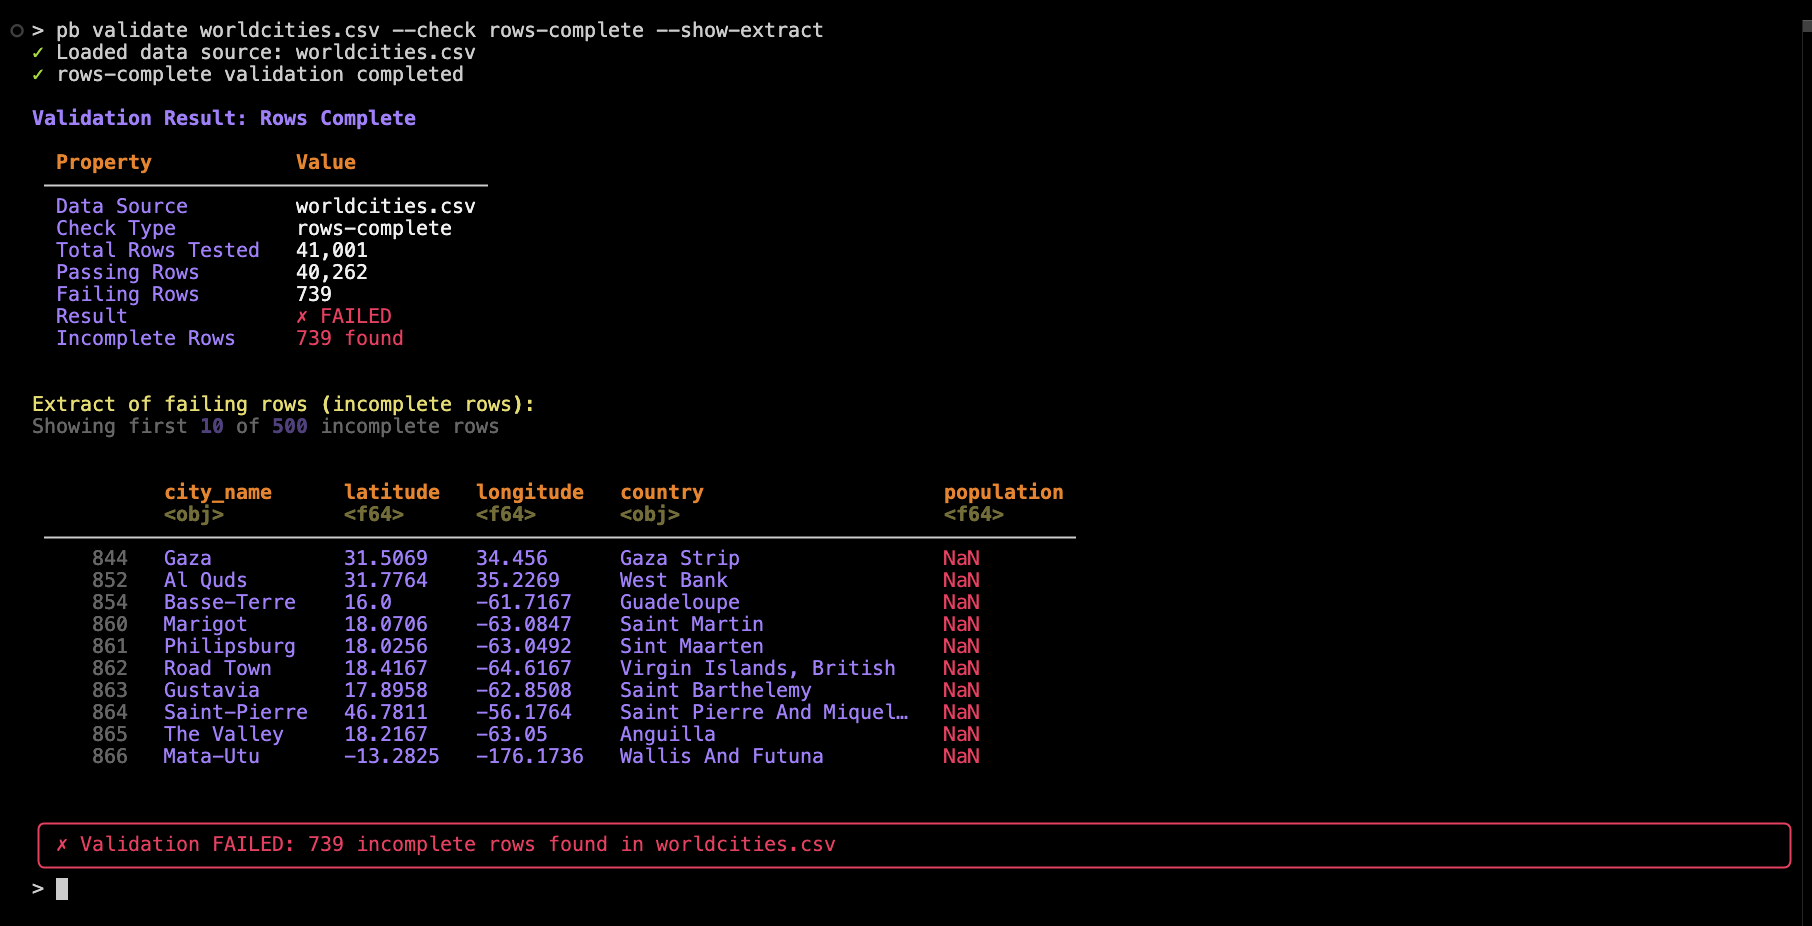 > pb validate worldcities.csv --check rows-complete --show-extract
✓ Loaded data source: worldcities.csv
✓ rows-complete validation completed
Validation Result: Rows Complete
Property Value
Data Source worldcities.csv
Check Type rows-complete
Total Rows Tested 41,001
Passing Rows 40,262
Failing Rows 739
Result ✗ FAILED
Incomplete Rows 739 found
Extract of failing rows (incomplete rows):
Showing first 10 of 500 incomplete rows
city_name latitude longitude country population
<obj> <f64> <f64> <obj> <f64>
844 Gaza 31.5069 34.456 Gaza Strip NaN
852 Al Quds 31.7764 35.2269 West Bank NaN
854 Basse-Terre 16.0 -61.7167 Guadeloupe NaN
860 Marigot 18.0706 -63.0847 Saint Martin NaN
861 Philipsburg 18.0256 -63.0492 Sint Maarten NaN
862 Road Town 18.4167 -64.6167 Virgin Islands, British NaN
863 Gustavia 17.8958 -62.8508 Saint Barthelemy NaN
864 Saint-Pierre 46.7811 -56.1764 Saint Pierre And Miquel… NaN
865 The Valley 18.2167 -63.05 Anguilla NaN
866 Mata-Utu -13.2825 -176.1736 Wallis And Futuna NaN
✗ Validation FAILED: 739 incomplete rows found in worldcities.csv
>